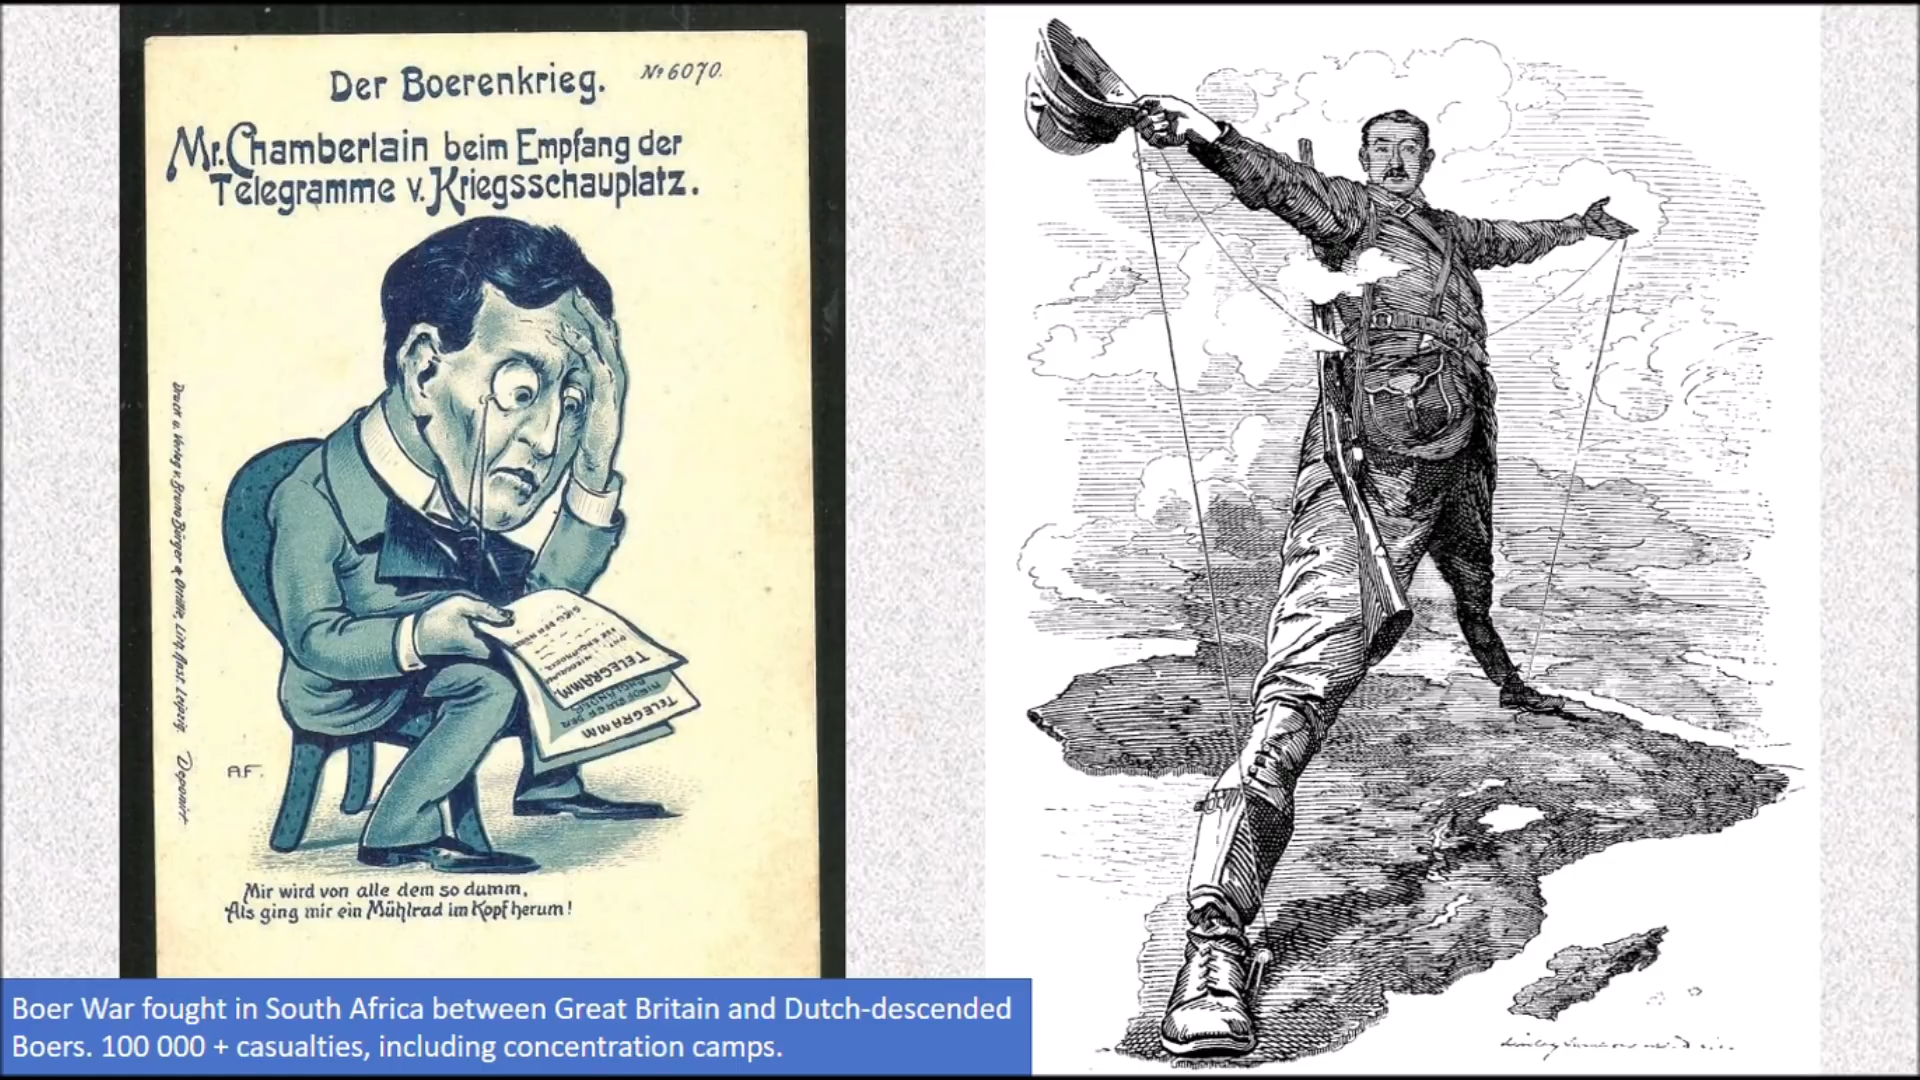 Der Boerenkrieg.
No 6070.
Mr. Chamberlain beim Empfang der
Telegramme v. Kriegsschauplatz.
TELEGRAMM
TELEGRAMM
A.F.
Mir wird von alle dem so dumm,
Als ging mir ein Mühlrad im Kopf herum!
Boer War fought in South Africa between Great Britain and Dutch-descended
Boers. 100 000 + casualties, including concentration camps.